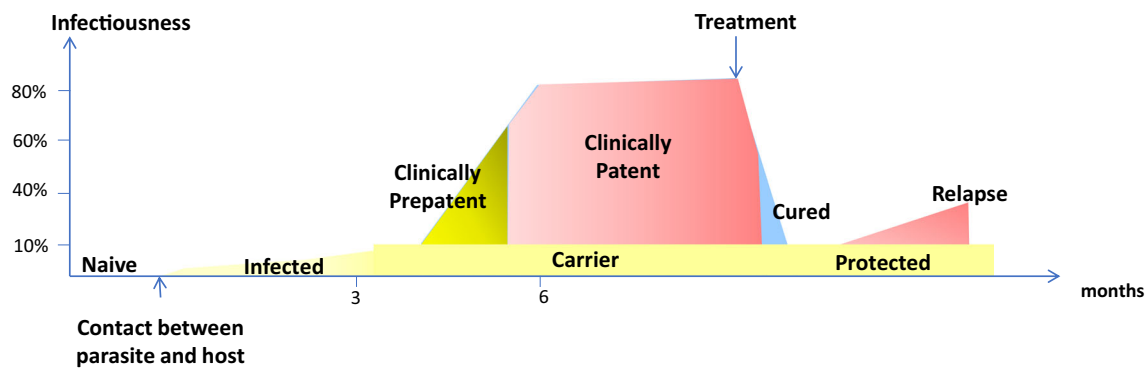 Infectiousness
Treatment
80%
60%
40%
10%
Clinically
Prepatent
Clinically
Patent
Cured
Relapse
Naive
Infected
Carrier
Protected
3
6
months
Contact between
parasite and host